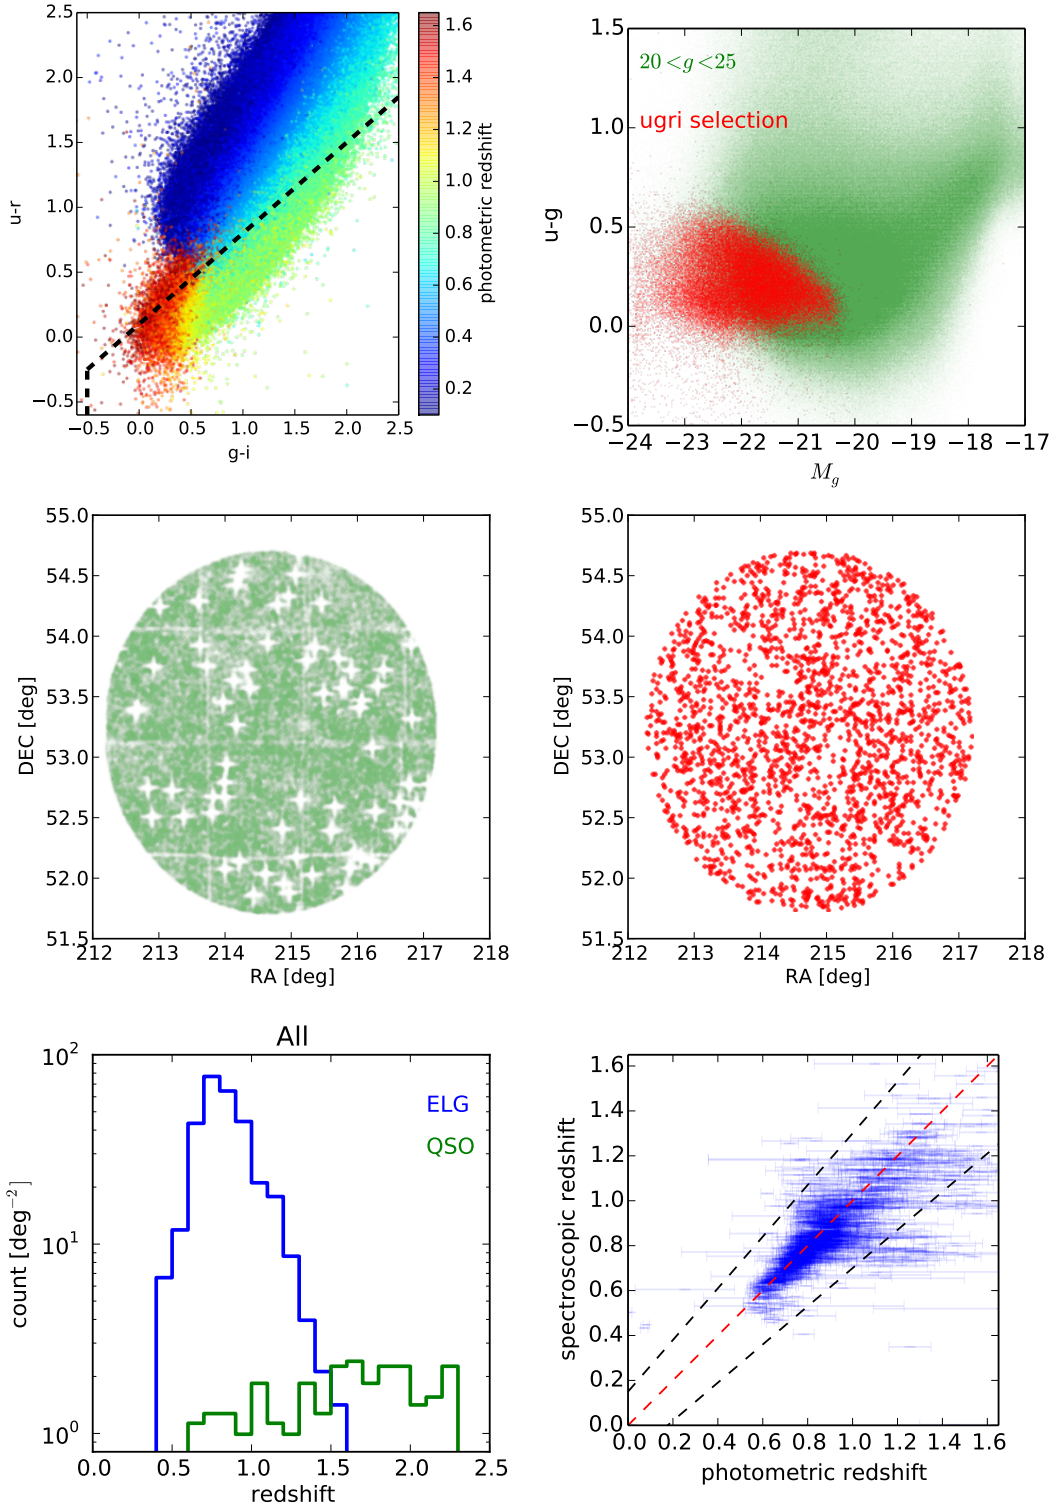 2.5
2.0
1.5
1.0
0.5
0.0
−0.5
u-r
−0.5 0.0 0.5 1.0 1.5 2.0 2.5
g-i
1.6
1.4
1.2
1.0
0.8
0.6
0.4
0.2
photometric redshift
1.5
1.0
0.5
0.0
−0.5
u-g
20<g<25
ugri selection
−24 −23 −22 −21 −20 −19 −18 −17
M_g
55.0
54.5
54.0
53.5
53.0
52.5
52.0
51.5
DEC [deg]
212 213 214 215 216 217 218
RA [deg]
55.0
54.5
54.0
53.5
53.0
52.5
52.0
51.5
DEC [deg]
212 213 214 215 216 217 218
RA [deg]
All
10²
10¹
10⁰
count [deg⁻²]
ELG
QSO
0.0 0.5 1.0 1.5 2.0 2.5
redshift
1.6
1.4
1.2
1.0
0.8
0.6
0.4
0.2
0.0
spectroscopic redshift
0.0 0.2 0.4 0.6 0.8 1.0 1.2 1.4 1.6
photometric redshift